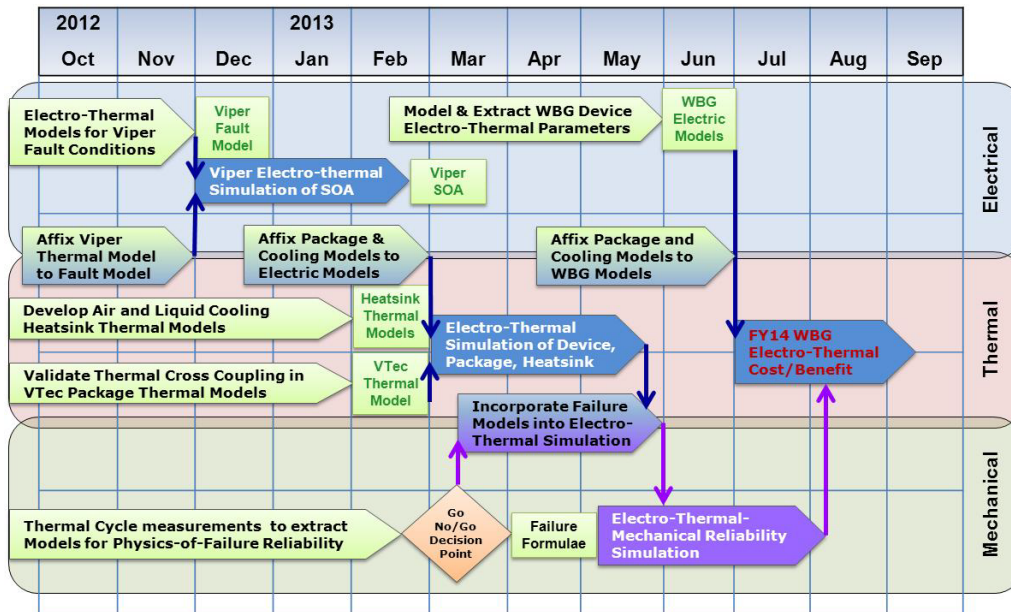 2012
2013
Oct
Nov
Dec
Jan
Feb
Mar
Apr
May
Jun
Jul
Aug
Sep
Electrical
Electro-Thermal
Models for Viper
Fault Conditions
Viper
Fault
Model
Model & Extract WBG Device
Electro-Thermal Parameters
WBG
Electric
Models
Viper Electro-thermal
Simulation of SOA
Viper
SOA
Affix Viper
Thermal Model
to Fault Model
Affix Package &
Cooling Models to
Electric Models
Affix Package and
Cooling Models to
WBG Models
Thermal
Develop Air and Liquid Cooling
Heatsink Thermal Models
Heatsink
Thermal
Models
Electro-Thermal
Simulation of Device,
Package, Heatsink
FY14 WBG
Electro-Thermal
Cost/Benefit
Validate Thermal Cross Coupling in
VTec Package Thermal Models
VTec
Thermal
Model
Incorporate Failure
Models into Electro-
Thermal Simulation
Mechanical
Thermal Cycle measurements to extract
Models for Physics-of-Failure Reliability
Go
No/Go
Decision
Point
Failure
Formulae
Electro-Thermal-
Mechanical Reliability
Simulation